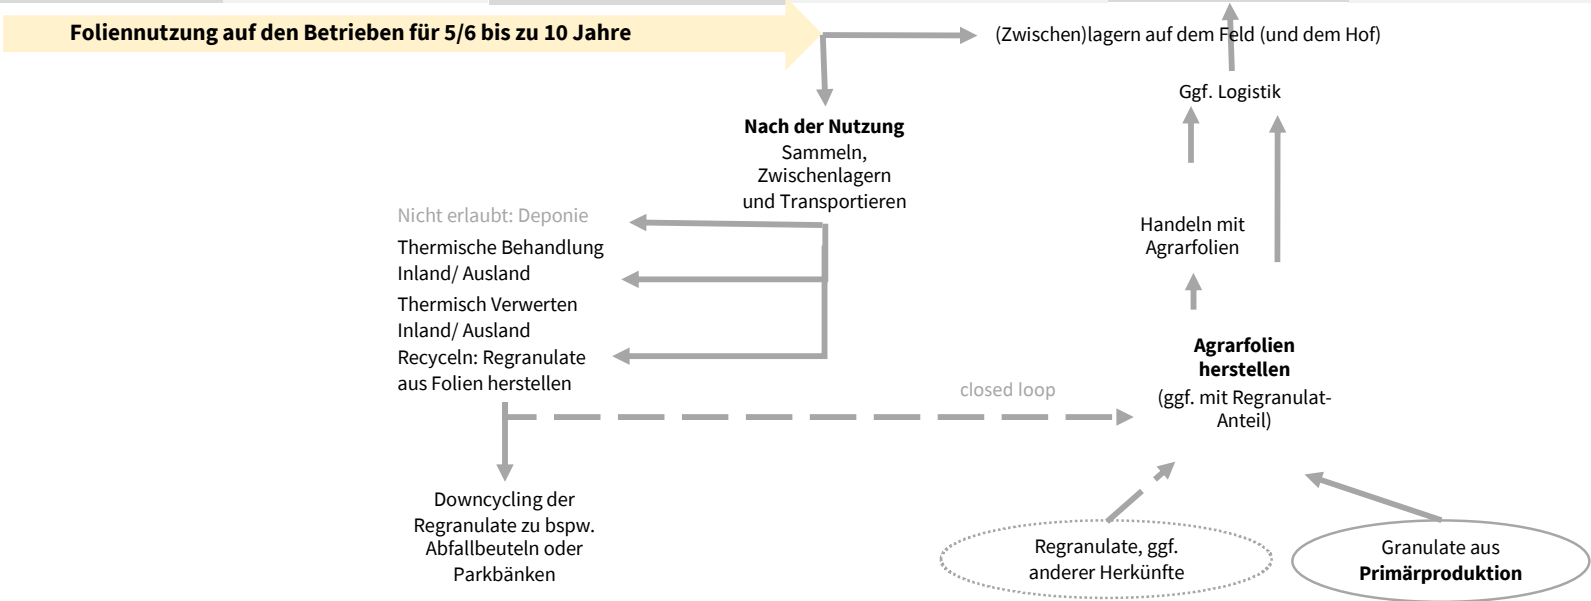 Foliennutzung auf den Betrieben für 5/6 bis zu 10 Jahre
(Zwischen)lagern auf dem Feld (und dem Hof)
Ggf. Logistik
Nach der Nutzung
Sammeln,
Zwischenlagern
und Transportieren
Nicht erlaubt: Deponie
Thermische Behandlung
Inland/ Ausland
Thermisch Verwerten
Inland/ Ausland
Recyceln: Regranulate
aus Folien herstellen
Handeln mit
Agrarfolien
Agrarfolien
herstellen
(ggf. mit Regranulat-
Anteil)
closed loop
Downcycling der
Regranulate zu bspw.
Abfallbeuteln oder
Parkbänken
Regranulate, ggf.
anderer Herkünfte
Granulate aus
Primärproduktion